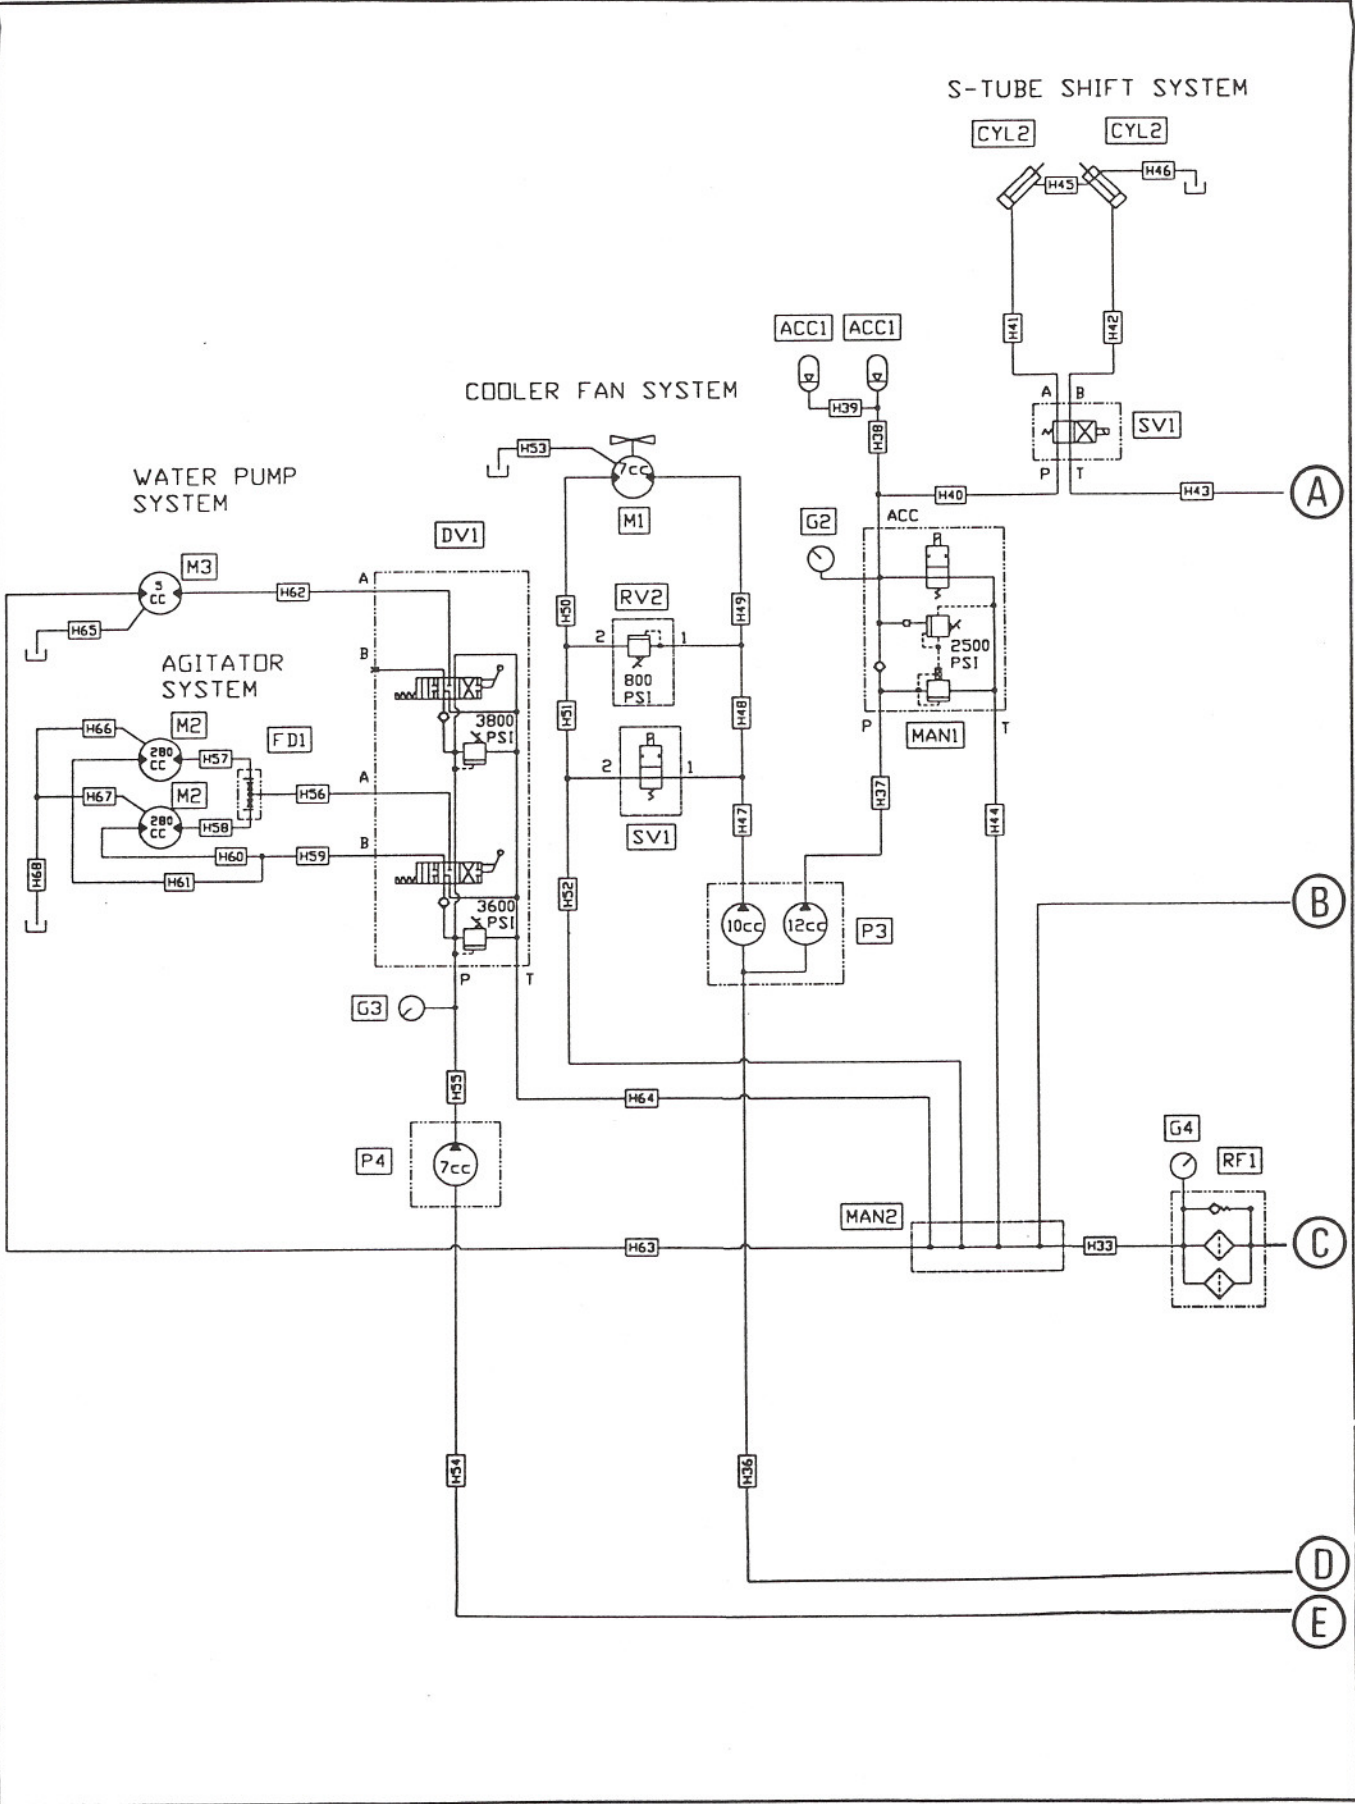 S-TUBE SHIFT SYSTEM
CYL2
CYL2
H45
H46
H41
H42
ACC1
ACC1
H39
H38
A
B
SV1
P
T
H40
H43
A
COOLER FAN SYSTEM
H53
7cc
M1
WATER PUMP
SYSTEM
DV1
G2
ACC
M3
5
CC
H62
A
H65
B
H50
RV2
H49
2
1
800
PSI
2500
PSI
AGITATOR
SYSTEM
H66
M2
280
CC
H57
FD1
3800
PSI
H51
H48
P
MAN1
T
A
H67
M2
280
CC
H58
H56
2
1
SV1
H47
H37
H44
B
H60
H59
H68
H61
H52
3600
PSI
10cc
12cc
P3
B
P
T
G3
H55
H64
P4
7cc
G4
RF1
MAN2
H63
H33
C
H54
H36
D
E